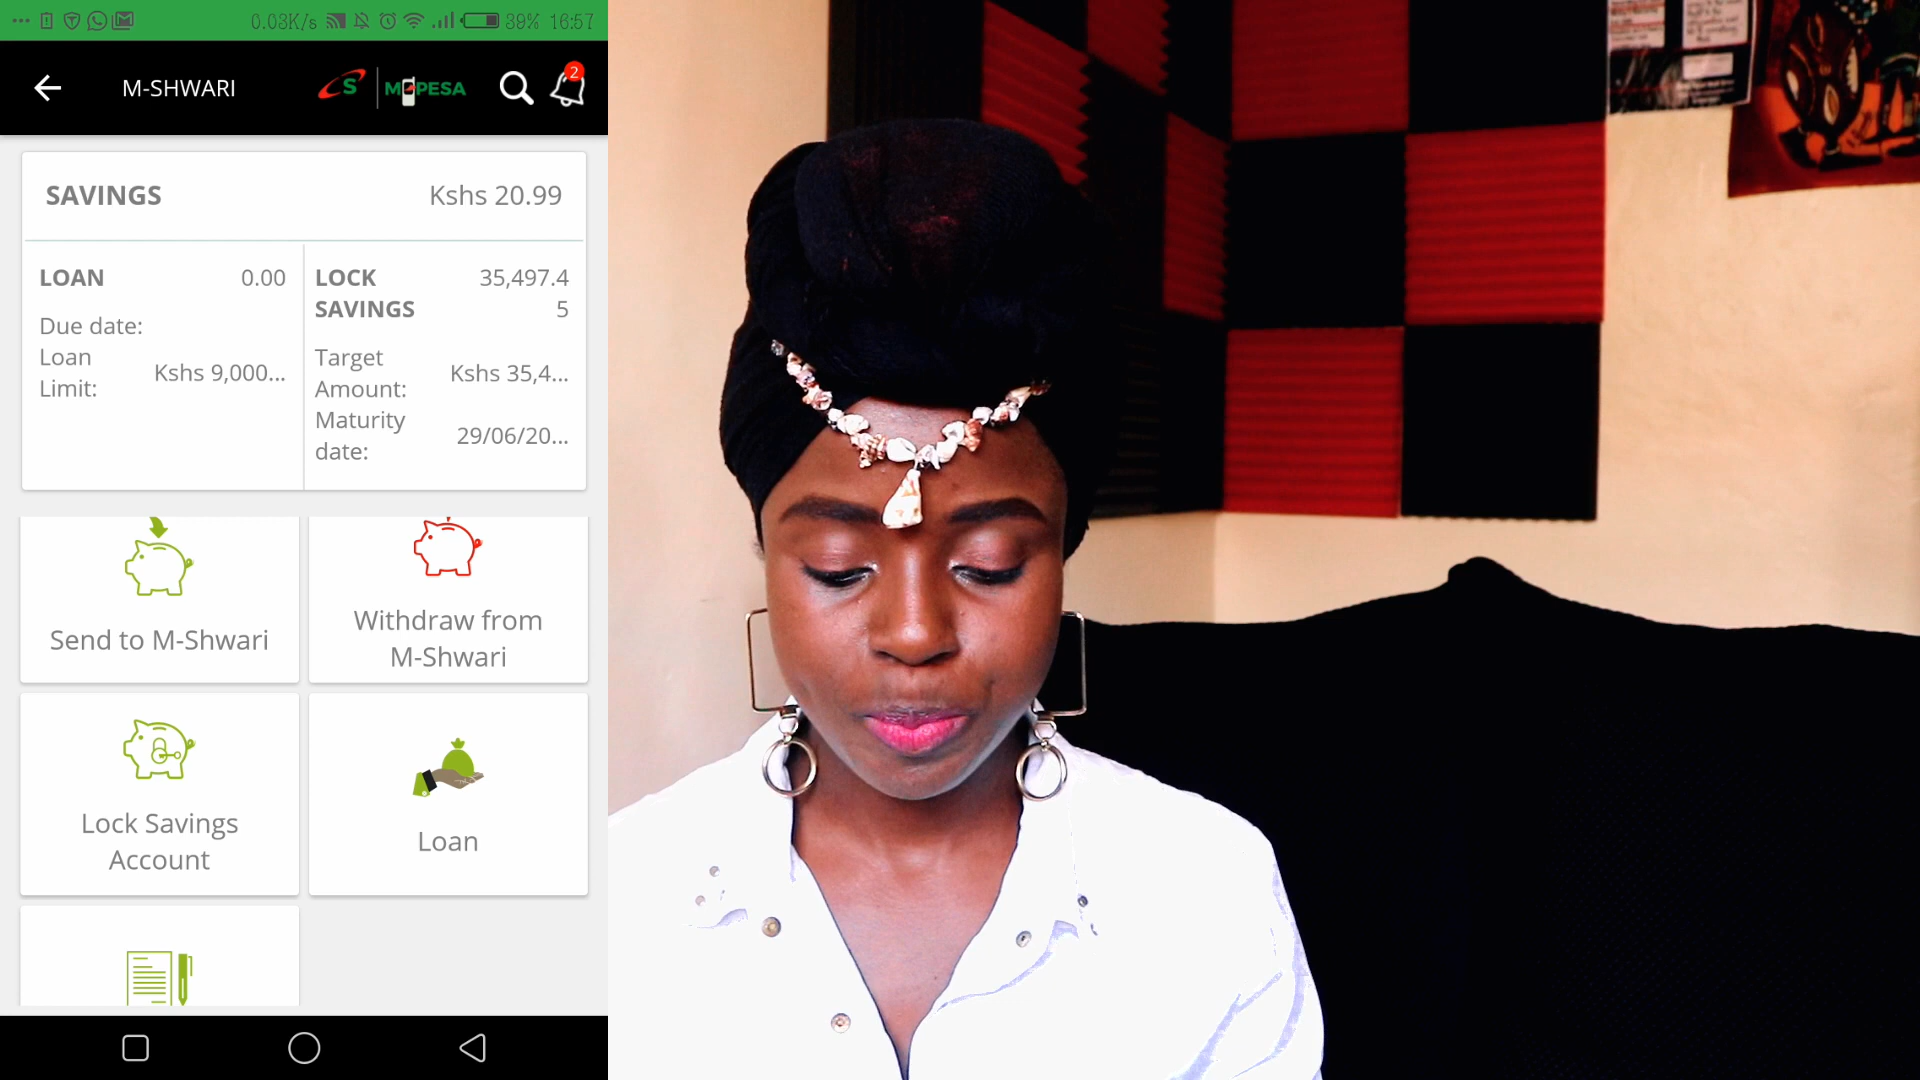 0.03K/s 39% 16:57
M-SHWARI
S M-PESA
2
SAVINGS Kshs 20.99
LOAN 0.00
Due date:
Loan
Limit: Kshs 9,000...
LOCK 35,497.4
SAVINGS 5
Target
Amount: Kshs 35,4...
Maturity
date: 29/06/20...
Send to M-Shwari
Withdraw from
M-Shwari
Lock Savings
Account
Loan